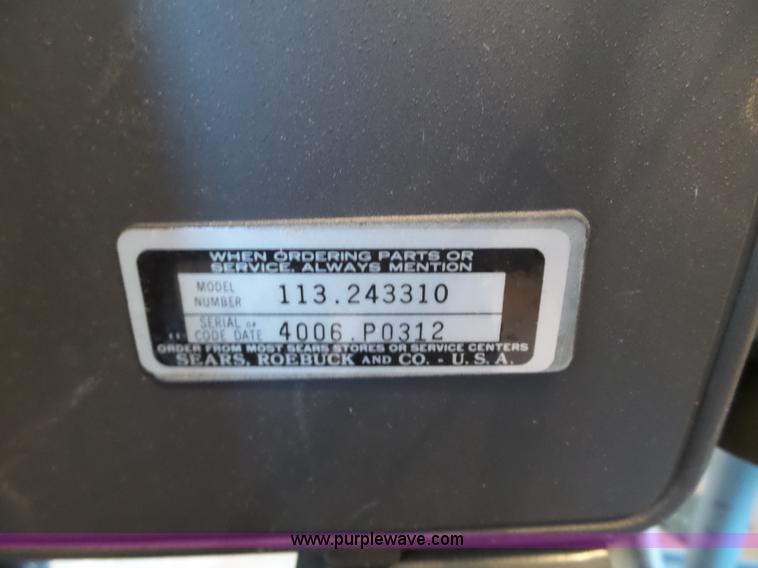 WHEN ORDERING PARTS OR
SERVICE, ALWAYS MENTION
MODEL
NUMBER 113.243310
SERIAL OR
CODE DATE 4006.P0312
ORDER FROM MOST SEARS STORES OR SERVICE CENTERS
SEARS, ROEBUCK AND CO. - U.S.A.
www.purplewave.com